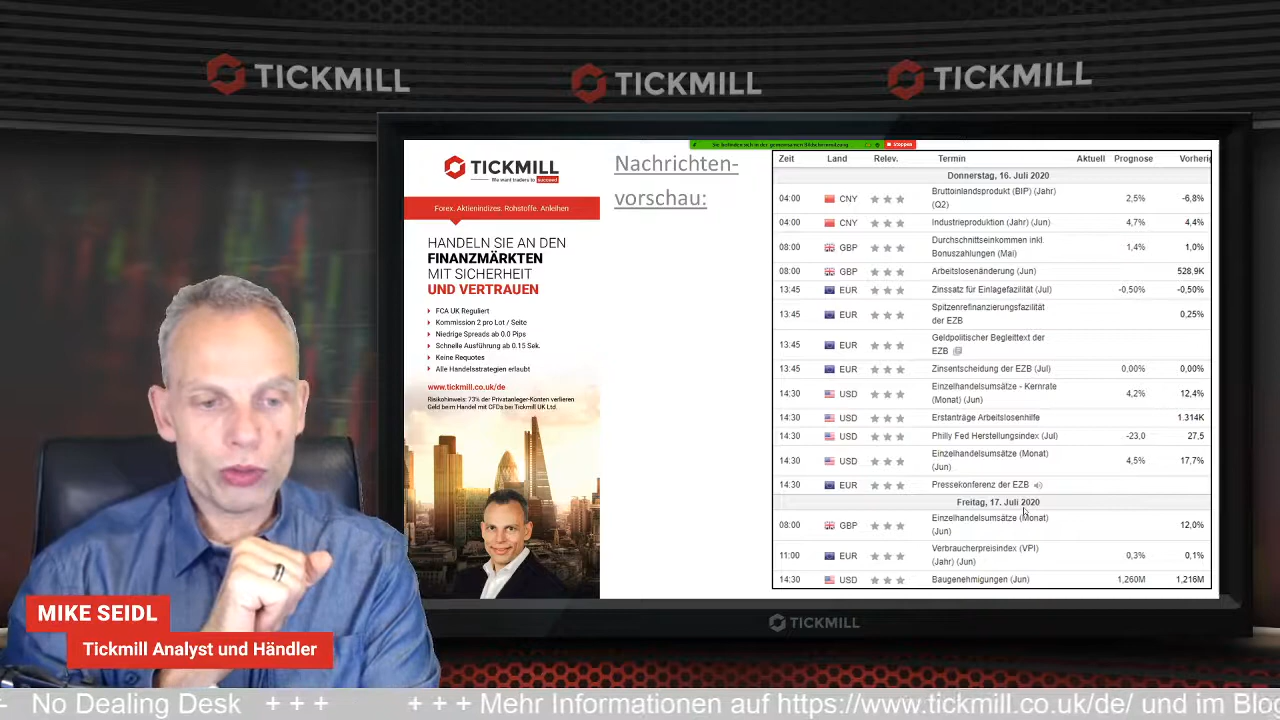 TICKMILL
TICKMILL
TICKMILL
TICKMILL
We want traders to succeed
Forex. Aktienindizes. Rohstoffe. Anleihen
HANDELN SIE AN DEN
FINANZMÄRKTEN
MIT SICHERHEIT
UND VERTRAUEN
FCA UK Reguliert
Kommission 2 pro Lot / Seite
Niedrige Spreads ab 0.0 Pips
Schnelle Ausführung ab 0.15 Sek.
Keine Requotes
Alle Handelsstrategien erlaubt
www.tickmill.co.uk/de
Risikohinweis: 73% der Privatanleger-Konten verlieren
Geld beim Handel mit CFDs bei Tickmill UK Ltd.
Nachrichten-
vorschau:
Sie befinden sich in der gemeinsamen Bildschirmnutzung
Stoppen
Zeit Land Relev. Termin Aktuell Prognose Vorherig
Donnerstag, 16. Juli 2020
04:00 CNY Bruttoinlandsprodukt (BIP) (Jahr) 2,5% -6,8%
(Q2)
04:00 CNY Industrieproduktion (Jahr) (Jun) 4,7% 4,4%
08:00 GBP Durchschnittseinkommen inkl. 1,4% 1,0%
Bonuszahlungen (Mai)
08:00 GBP Arbeitslosenänderung (Jun) 528,9K
13:45 EUR Zinssatz für Einlagefazilität (Jul) -0,50% -0,50%
13:45 EUR Spitzenrefinanzierungsfazilität 0,25%
der EZB
13:45 EUR Geldpolitischer Begleittext der
EZB
13:45 EUR Zinsentscheidung der EZB (Jul) 0,00% 0,00%
14:30 USD Einzelhandelsumsätze - Kernrate 4,2% 12,4%
(Monat) (Jun)
14:30 USD Erstanträge Arbeitslosenhilfe 1.314K
14:30 USD Philly Fed Herstellungsindex (Jul) -23,0 27,5
14:30 USD Einzelhandelsumsätze (Monat) 4,5% 17,7%
(Jun)
14:30 EUR Pressekonferenz der EZB
Freitag, 17. Juli 2020
08:00 GBP Einzelhandelsumsätze (Monat) 12,0%
(Jun)
11:00 EUR Verbraucherpreisindex (VPI) 0,3% 0,1%
(Jahr) (Jun)
14:30 USD Baugenehmigungen (Jun) 1,260M 1,216M
TICKMILL
MIKE SEIDL
Tickmill Analyst und Händler
No Dealing Desk +++ +++ Mehr Informationen auf https://www.tickmill.co.uk/de/ und im Blog